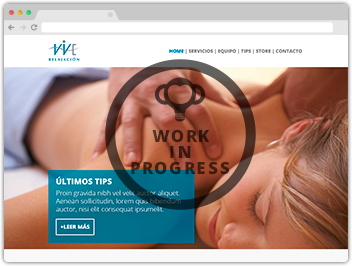 VIVE
RELAJACIÓN
HOME | SERVICIOS | EQUIPO | TIPS | STORE | CONTACTO
WORK
IN
PROGRESS
ÚLTIMOS TIPS
Proin gravida nibh vel velit auctor aliquet.
Aenean sollicitudin, lorem quis bibendum
auctor, nisi elit consequat ipsumelit.
+LEER MÁS